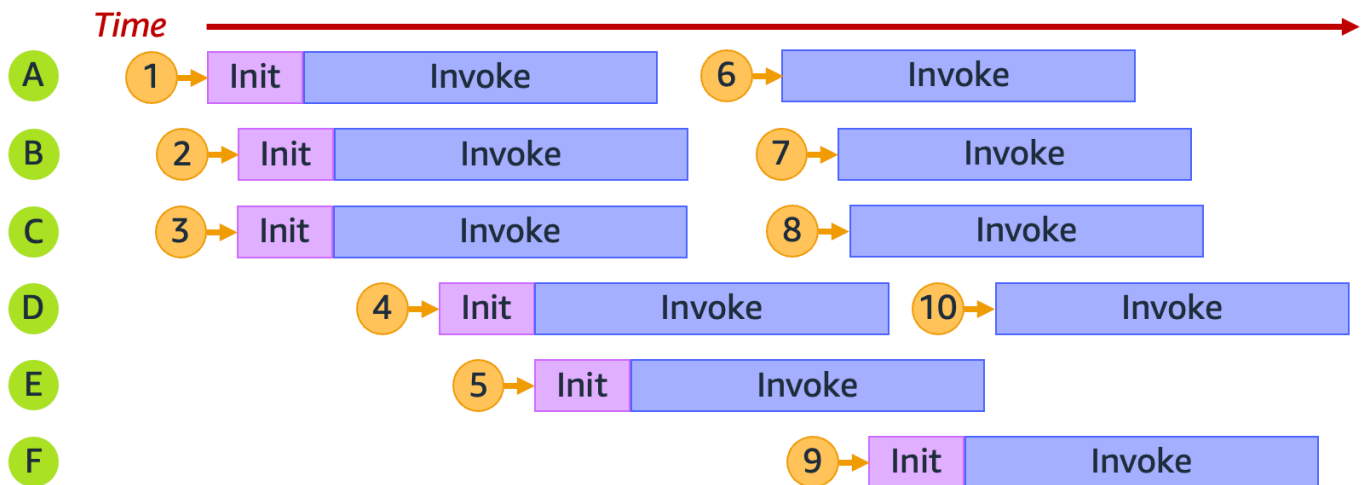 Time
A 1 Init Invoke 6 Invoke
B 2 Init Invoke 7 Invoke
C 3 Init Invoke 8 Invoke
D 4 Init Invoke 10 Invoke
E 5 Init Invoke
F 9 Init Invoke